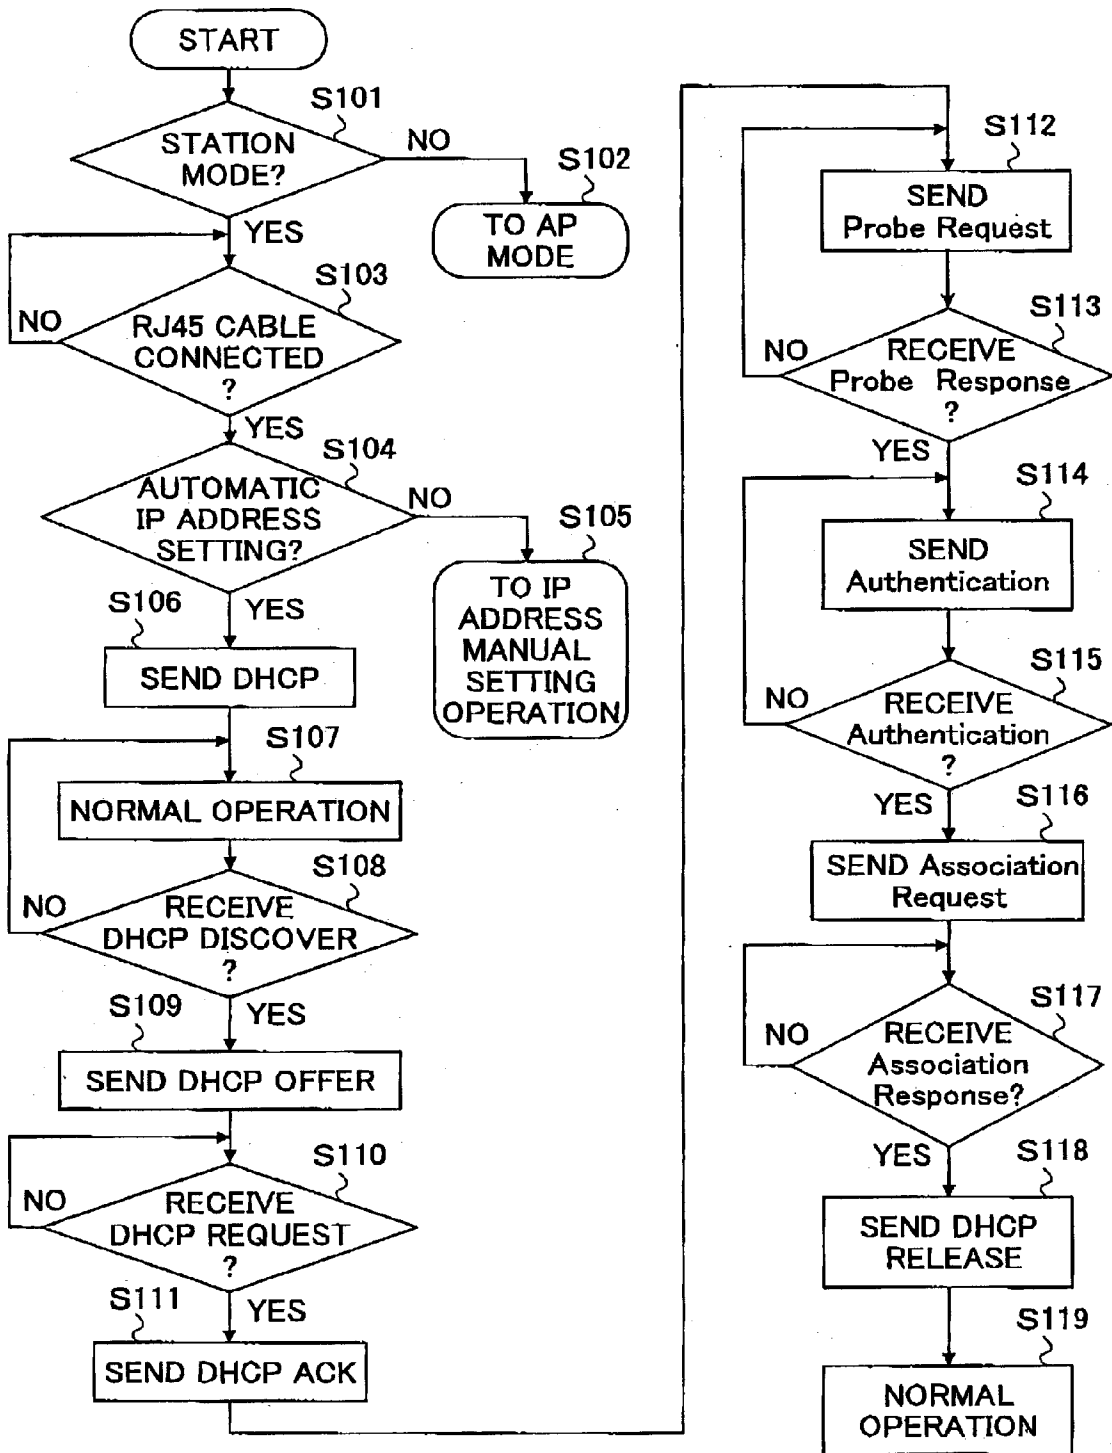 START
S101
STATION
MODE?
NO
S102
TO AP
MODE
YES
S103
NO
RJ45 CABLE
CONNECTED
?
YES
S104
AUTOMATIC
IP ADDRESS
SETTING?
NO
S105
TO IP
ADDRESS
MANUAL
SETTING
OPERATION
YES
S106
SEND DHCP
S107
NORMAL OPERATION
S108
NO
RECEIVE
DHCP DISCOVER
?
YES
S109
SEND DHCP OFFER
S110
NO
RECEIVE
DHCP REQUEST
?
YES
S111
SEND DHCP ACK
S112
SEND
Probe Request
S113
NO
RECEIVE
Probe Response
?
YES
S114
SEND
Authentication
S115
NO
RECEIVE
Authentication
?
YES
S116
SEND Association
Request
S117
NO
RECEIVE
Association
Response?
YES
S118
SEND DHCP
RELEASE
S119
NORMAL
OPERATION